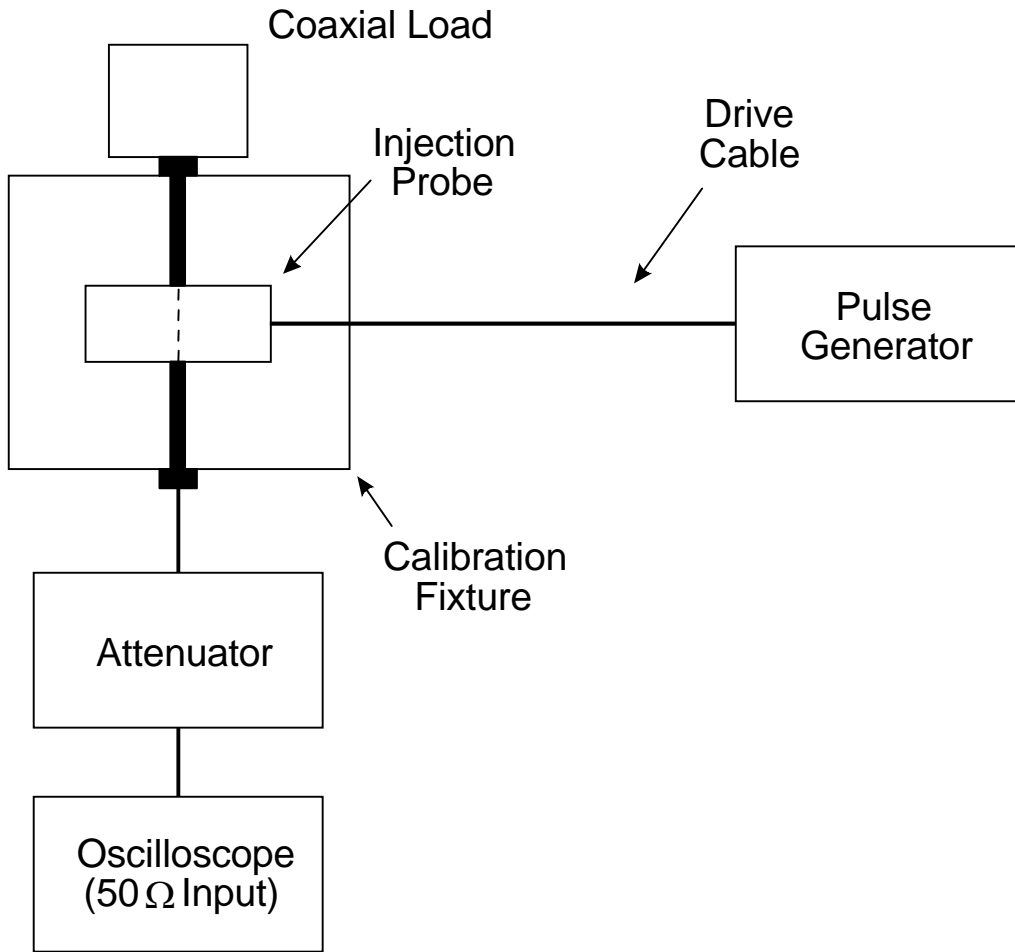 Coaxial Load
Injection
Probe
Drive
Cable
Pulse
Generator
Calibration
Fixture
Attenuator
Oscilloscope
(50 Ω Input)